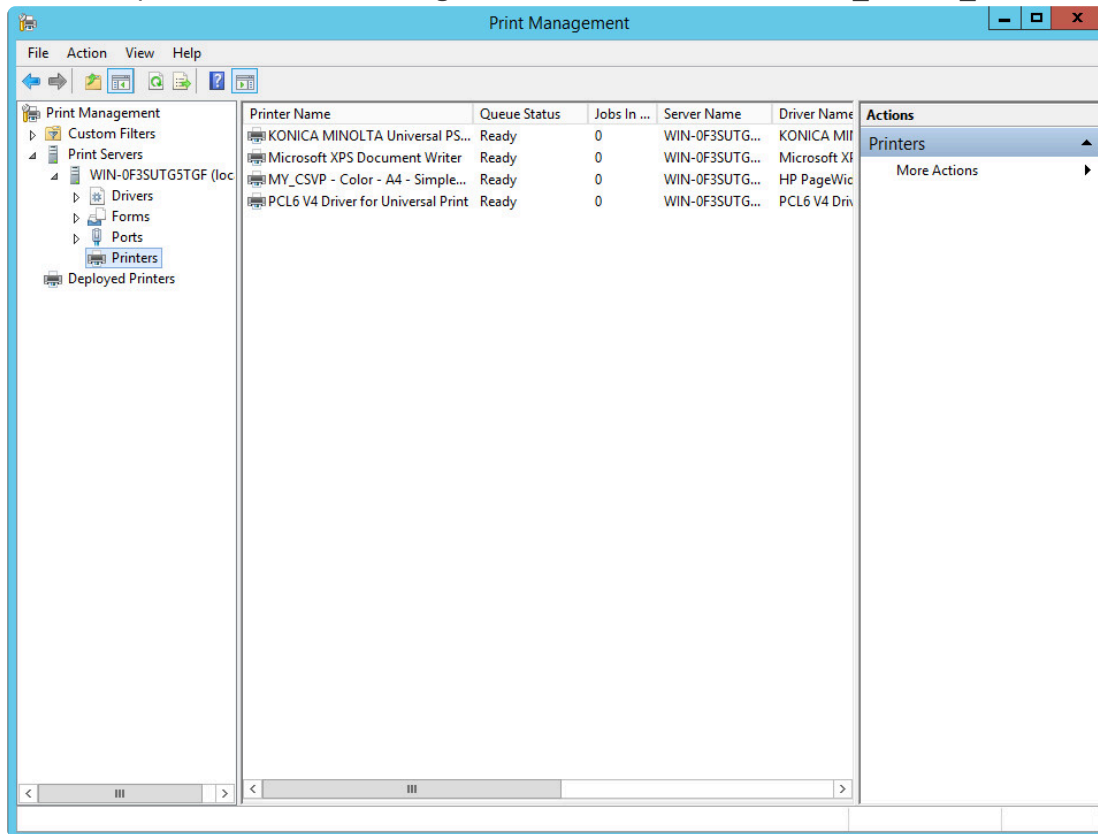 Print Management
File Action View Help
Print Management
Custom Filters
Print Servers
WIN-0F3SUTG5TGF (loc
Drivers
Forms
Ports
Printers
Deployed Printers
Printer Name Queue Status Jobs In ... Server Name Driver Name
KONICA MINOLTA Universal PS... Ready 0 WIN-0F3SUTG... KONICA MI
Microsoft XPS Document Writer Ready 0 WIN-0F3SUTG... Microsoft XP
MY_CSVP - Color - A4 - Simple... Ready 0 WIN-0F3SUTG... HP PageWic
PCL6 V4 Driver for Universal Print Ready 0 WIN-0F3SUTG... PCL6 V4 Driv
Actions
Printers
More Actions